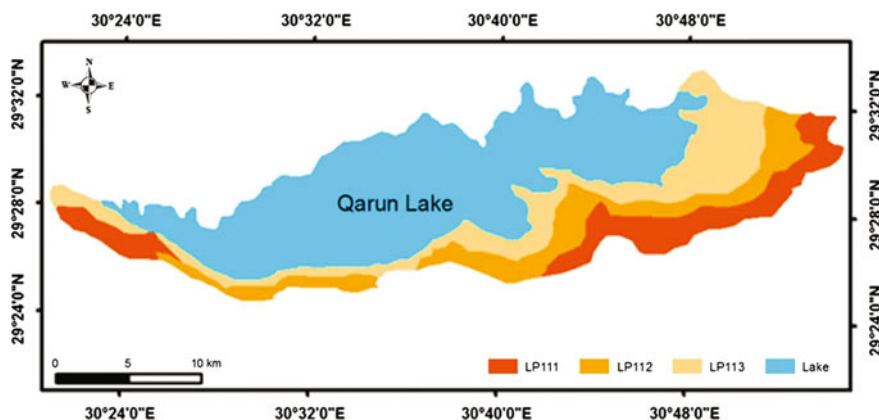 30°24'0"E 30°32'0"E 30°40'0"E 30°48'0"E
N
W E
S
29°32'0"N 29°32'0"N
29°28'0"N 29°28'0"N
Qarun Lake
29°24'0"N 29°24'0"N
0 5 10 km
LP111 LP112 LP113 Lake
30°24'0"E 30°32'0"E 30°40'0"E 30°48'0"E